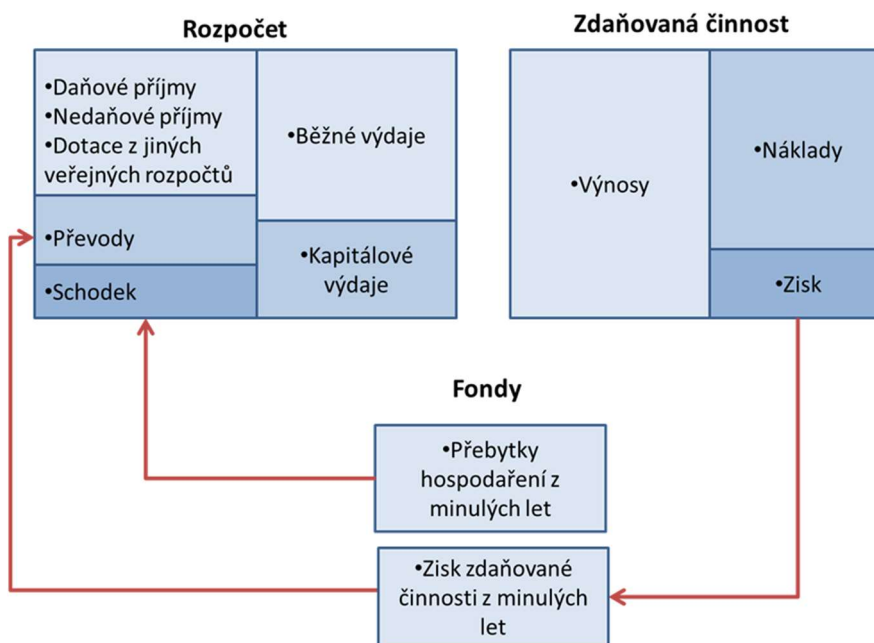 Rozpočet
Zdaňovaná činnost
•Daňové příjmy
•Nedaňové příjmy
•Dotace z jiných
veřejných rozpočtů
•Běžné výdaje
•Převody
•Schodek
•Kapitálové
výdaje
•Výnosy
•Náklady
•Zisk
Fondy
•Přebytky
hospodaření z
minulých let
•Zisk zdaňované
činnosti z minulých
let